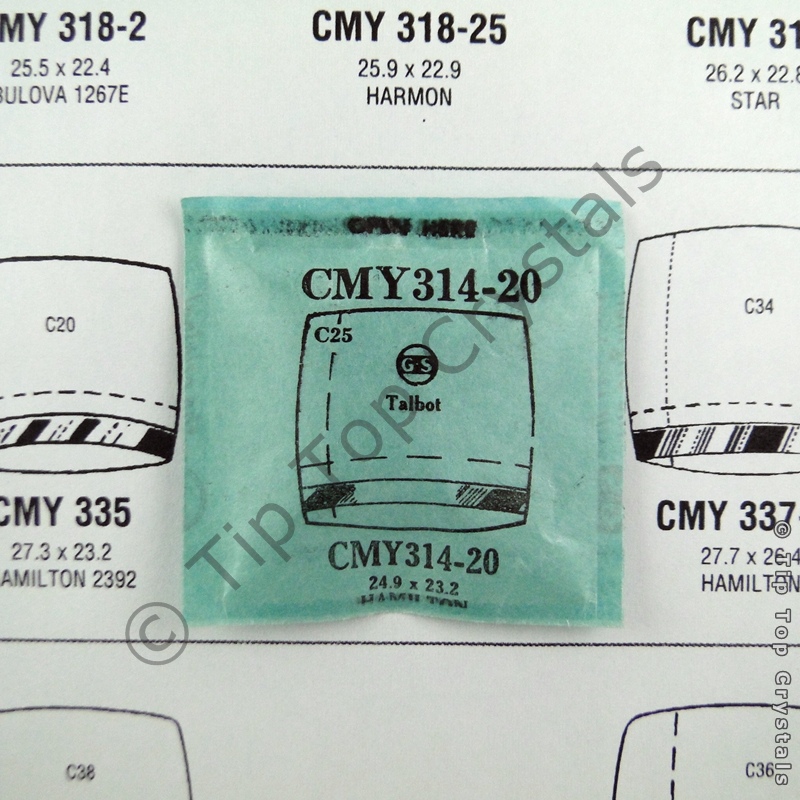 MY 318-2
25.5 x 22.4
BULOVA 1267E
CMY 318-25
25.9 x 22.9
HARMON
CMY 31
26.2 x 22.8
STAR
OPEN HERE
CMY314-20
C25
G-S
Talbot
CMY314-20
24.9 x 23.2
HAMILTON
C20
CMY 335
27.3 x 23.2
AMILTON 2392
C34
CMY 337-
27.7 x 26.4
HAMILTON
C38
C36
© Tip Top Crystals
© Tip Top Crystals